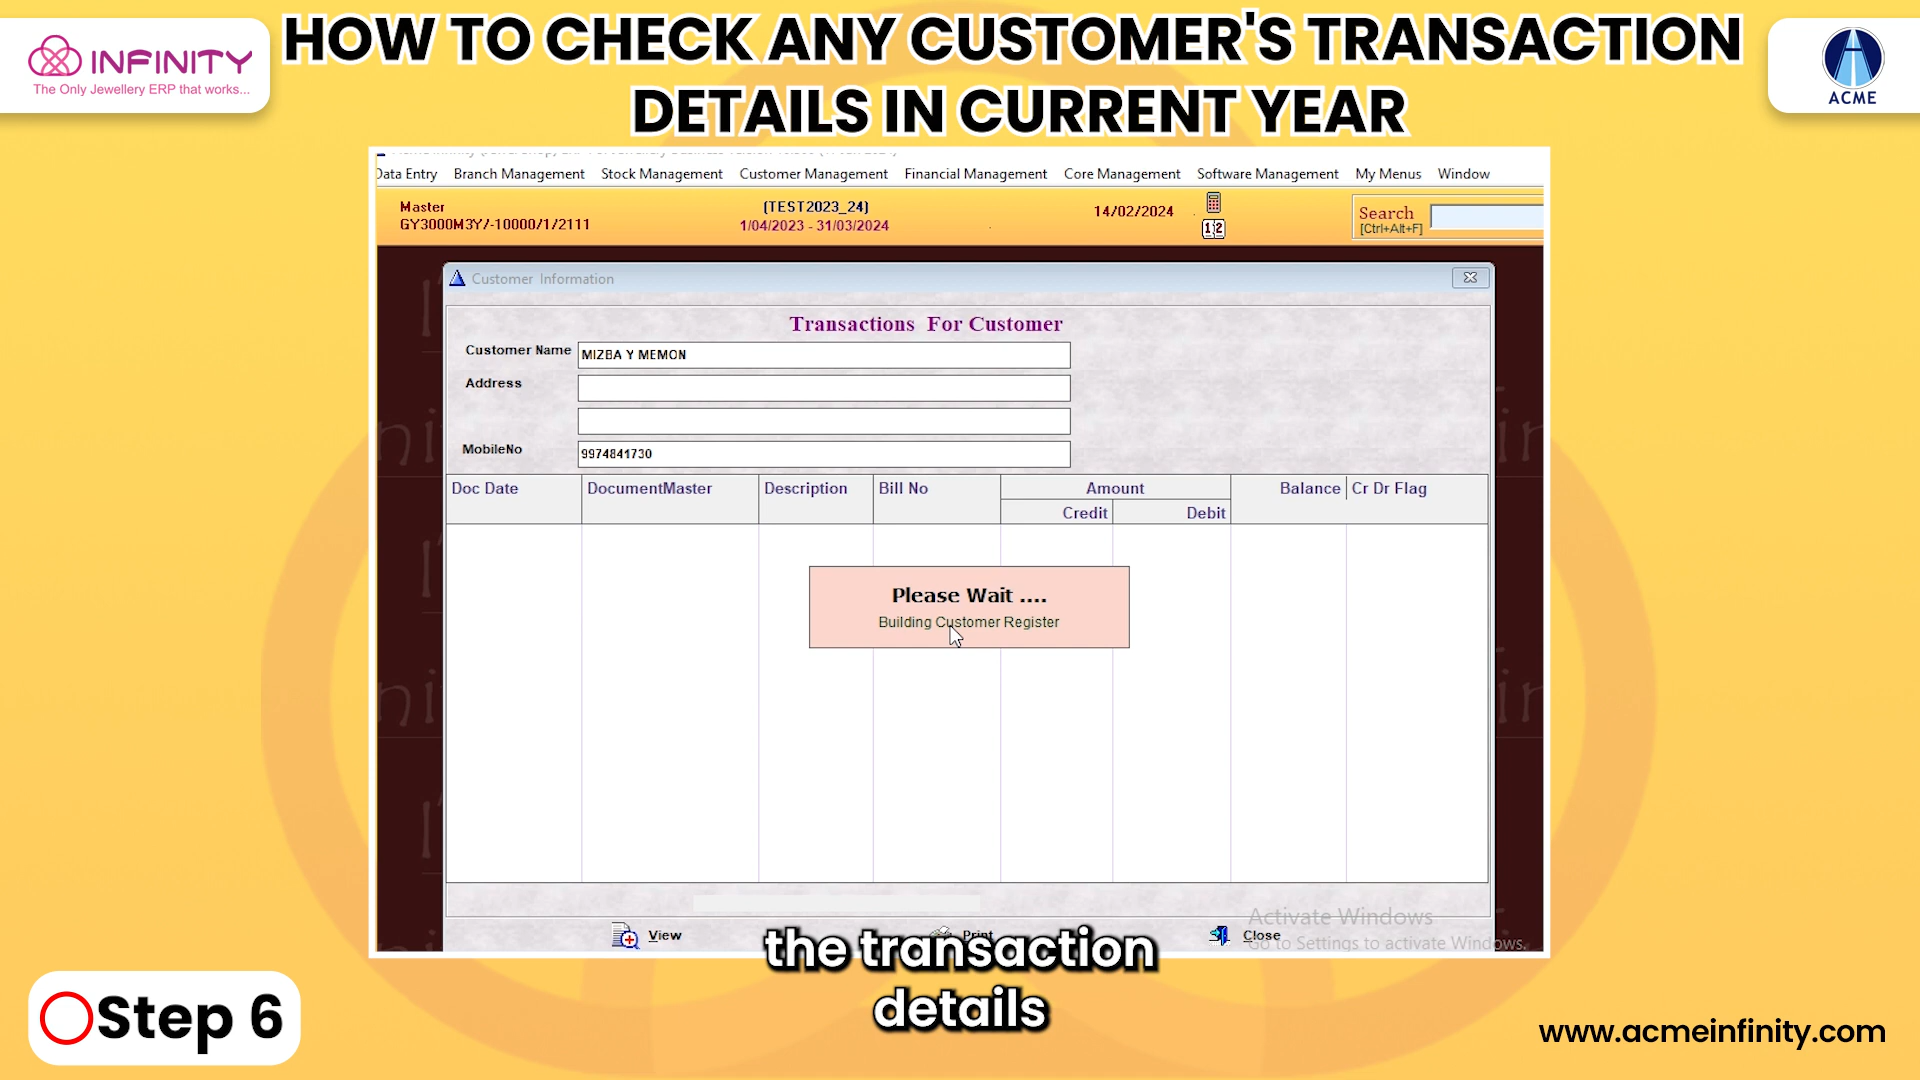 INFINITY
The Only Jewellery ERP that works...
HOW TO CHECK ANY CUSTOMER'S TRANSACTION
DETAILS IN CURRENT YEAR
ACME
Data Entry Branch Management Stock Management Customer Management Financial Management Core Management Software Management My Menus Window
Master
GY3000M3Y/-10000/1/2111
(TEST2023_24)
1/04/2023 - 31/03/2024
14/02/2024
12
Search
[Ctrl+Alt+F]
Customer Information
Transactions For Customer
Customer Name MIZBA Y MEMON
Address
MobileNo 9974841730
Doc Date DocumentMaster Description Bill No Amount Balance Cr Dr Flag
Credit Debit
Please Wait ....
Building Customer Register
View Print Close
Activate Windows
Go to Settings to activate Windows.
the transaction
details
Step 6
www.acmeinfinity.com